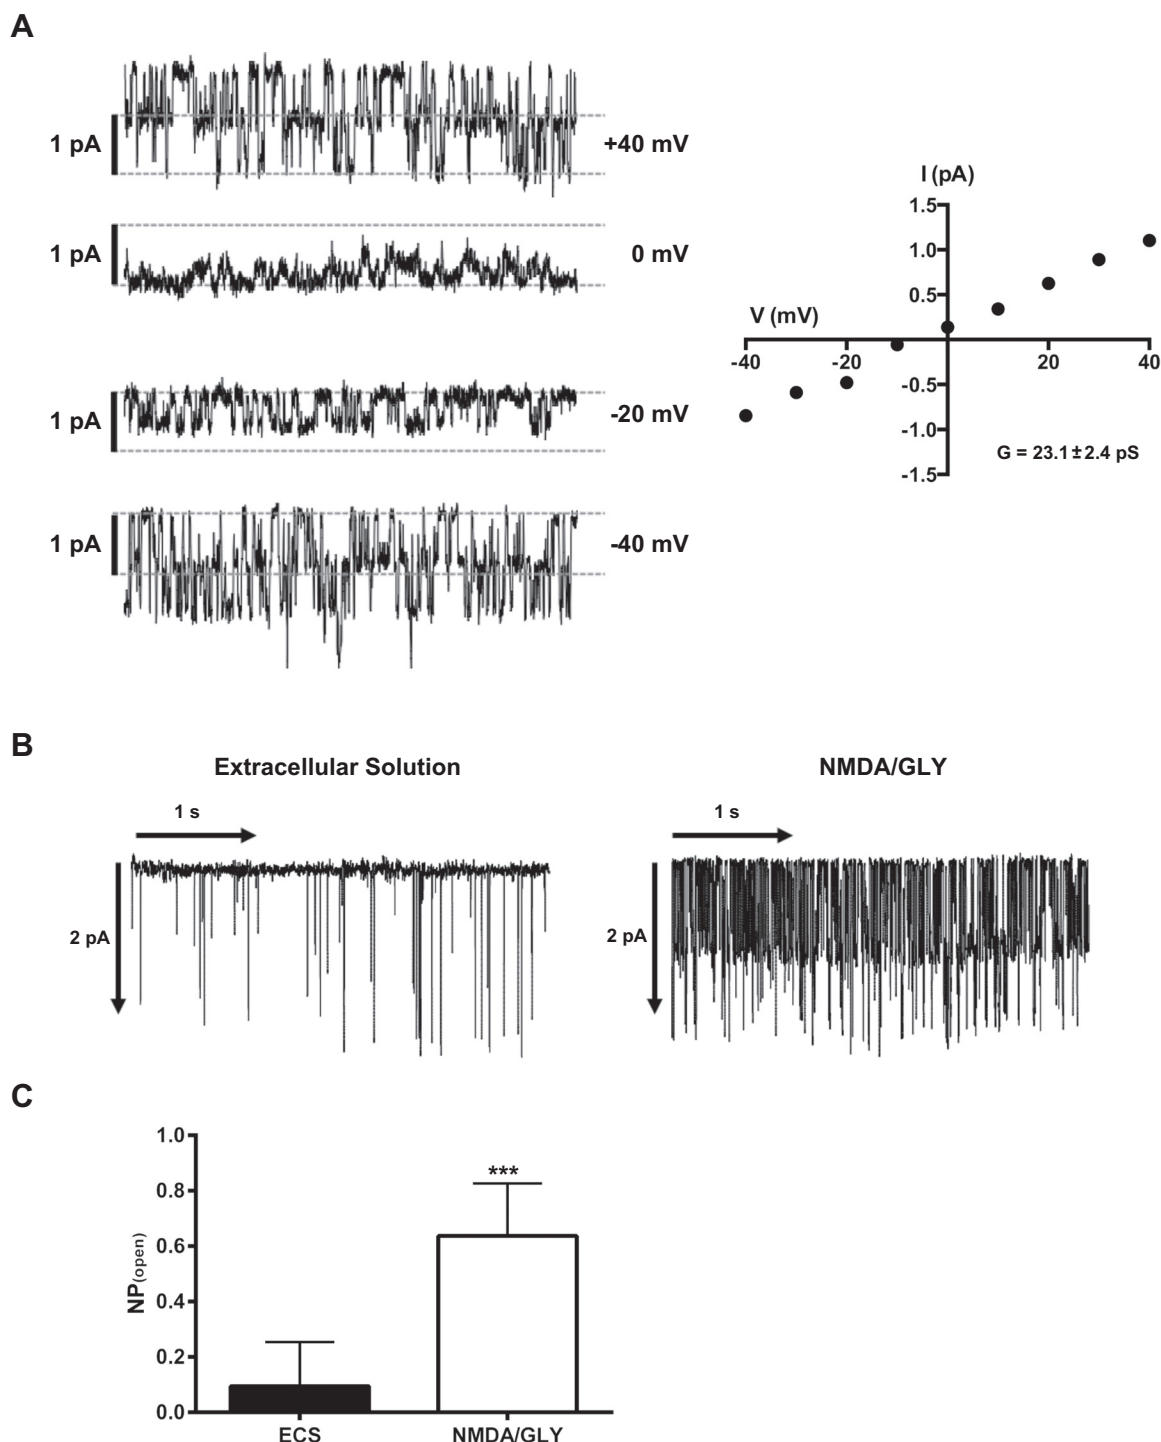 A
1 pA
+40 mV
1 pA
0 mV
1 pA
-20 mV
1 pA
-40 mV
I (pA)
1.5
1.0
0.5
V (mV)
-40
-20
20
40
-0.5
-1.0
-1.5
G = 23.1±2.4 pS
B
Extracellular Solution
NMDA/GLY
1 s
1 s
2 pA
2 pA
C
1.0
***
0.8
0.6
NP(open)
0.4
0.2
0.0
ECS
NMDA/GLY